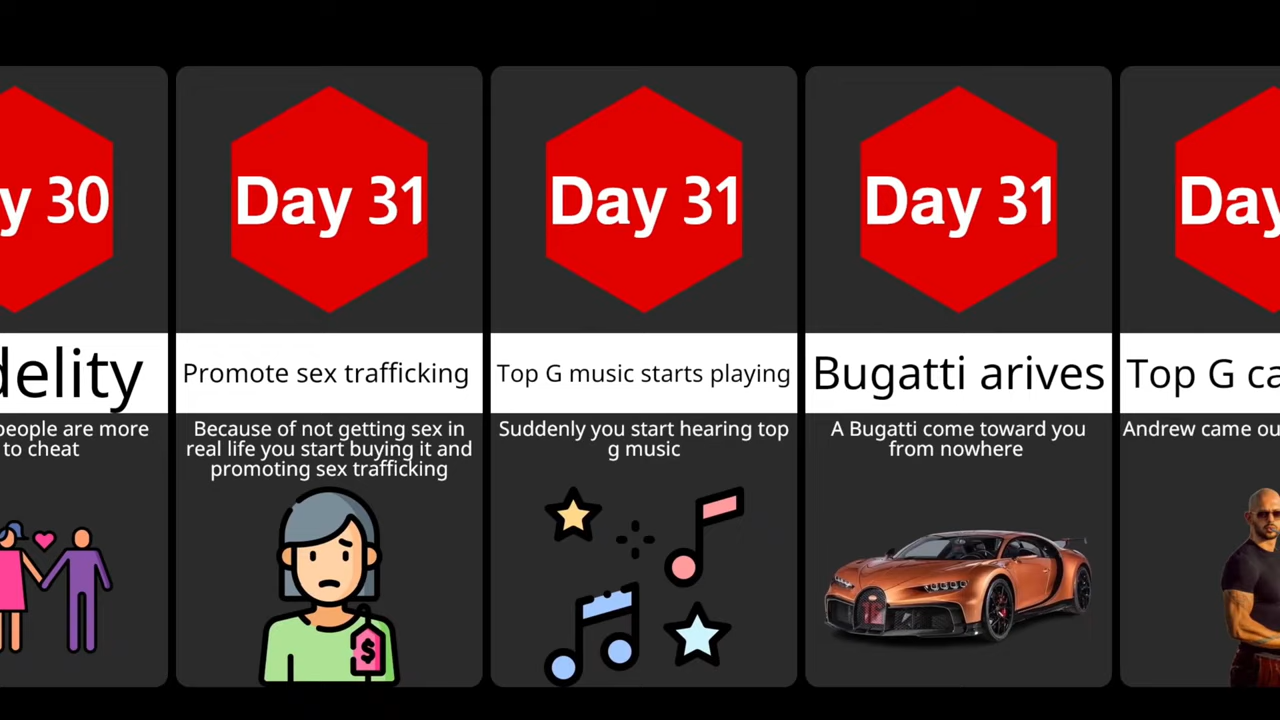 y 30
delity
people are more
to cheat
Day 31
Promote sex trafficking
Because of not getting sex in
real life you start buying it and
promoting sex trafficking
$
Day 31
Top G music starts playing
Suddenly you start hearing top
g music
Day 31
Bugatti arives
A Bugatti come toward you
from nowhere
Day
Top G ca
Andrew came ou